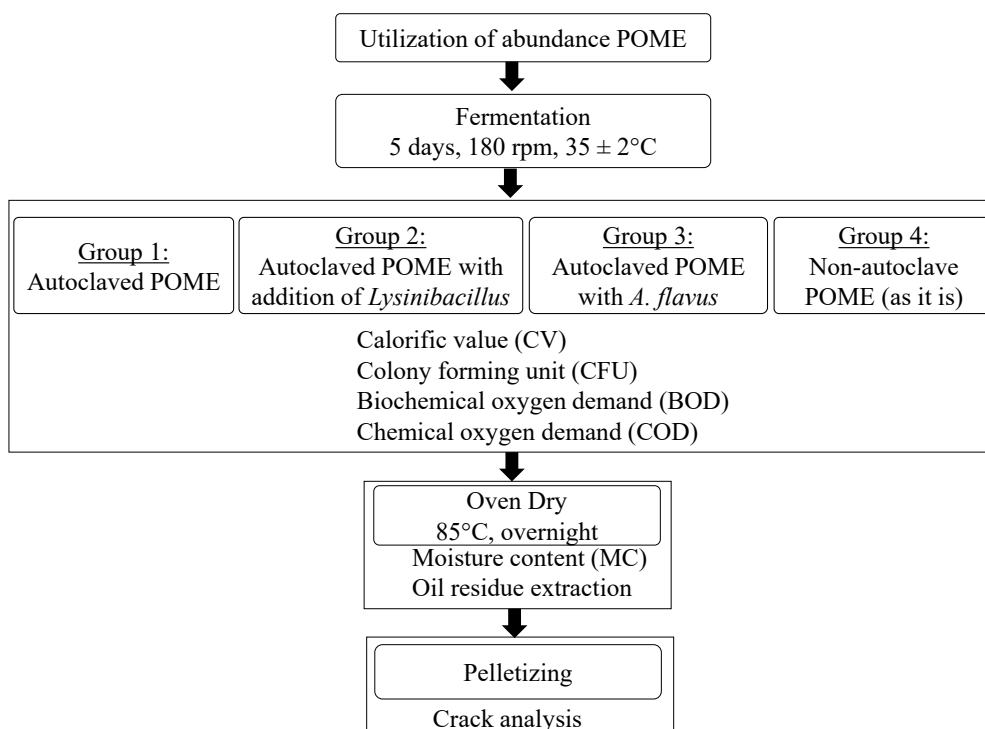 Utilization of abundance POME
Fermentation
5 days, 180 rpm, 35 ± 2°C
Group 1:
Autoclaved POME
Group 2:
Autoclaved POME with
addition of Lysinibacillus
Group 3:
Autoclaved POME
with A. flavus
Group 4:
Non-autoclave
POME (as it is)
Calorific value (CV)
Colony forming unit (CFU)
Biochemical oxygen demand (BOD)
Chemical oxygen demand (COD)
Oven Dry
85°C, overnight
Moisture content (MC)
Oil residue extraction
Pelletizing
Crack analysis